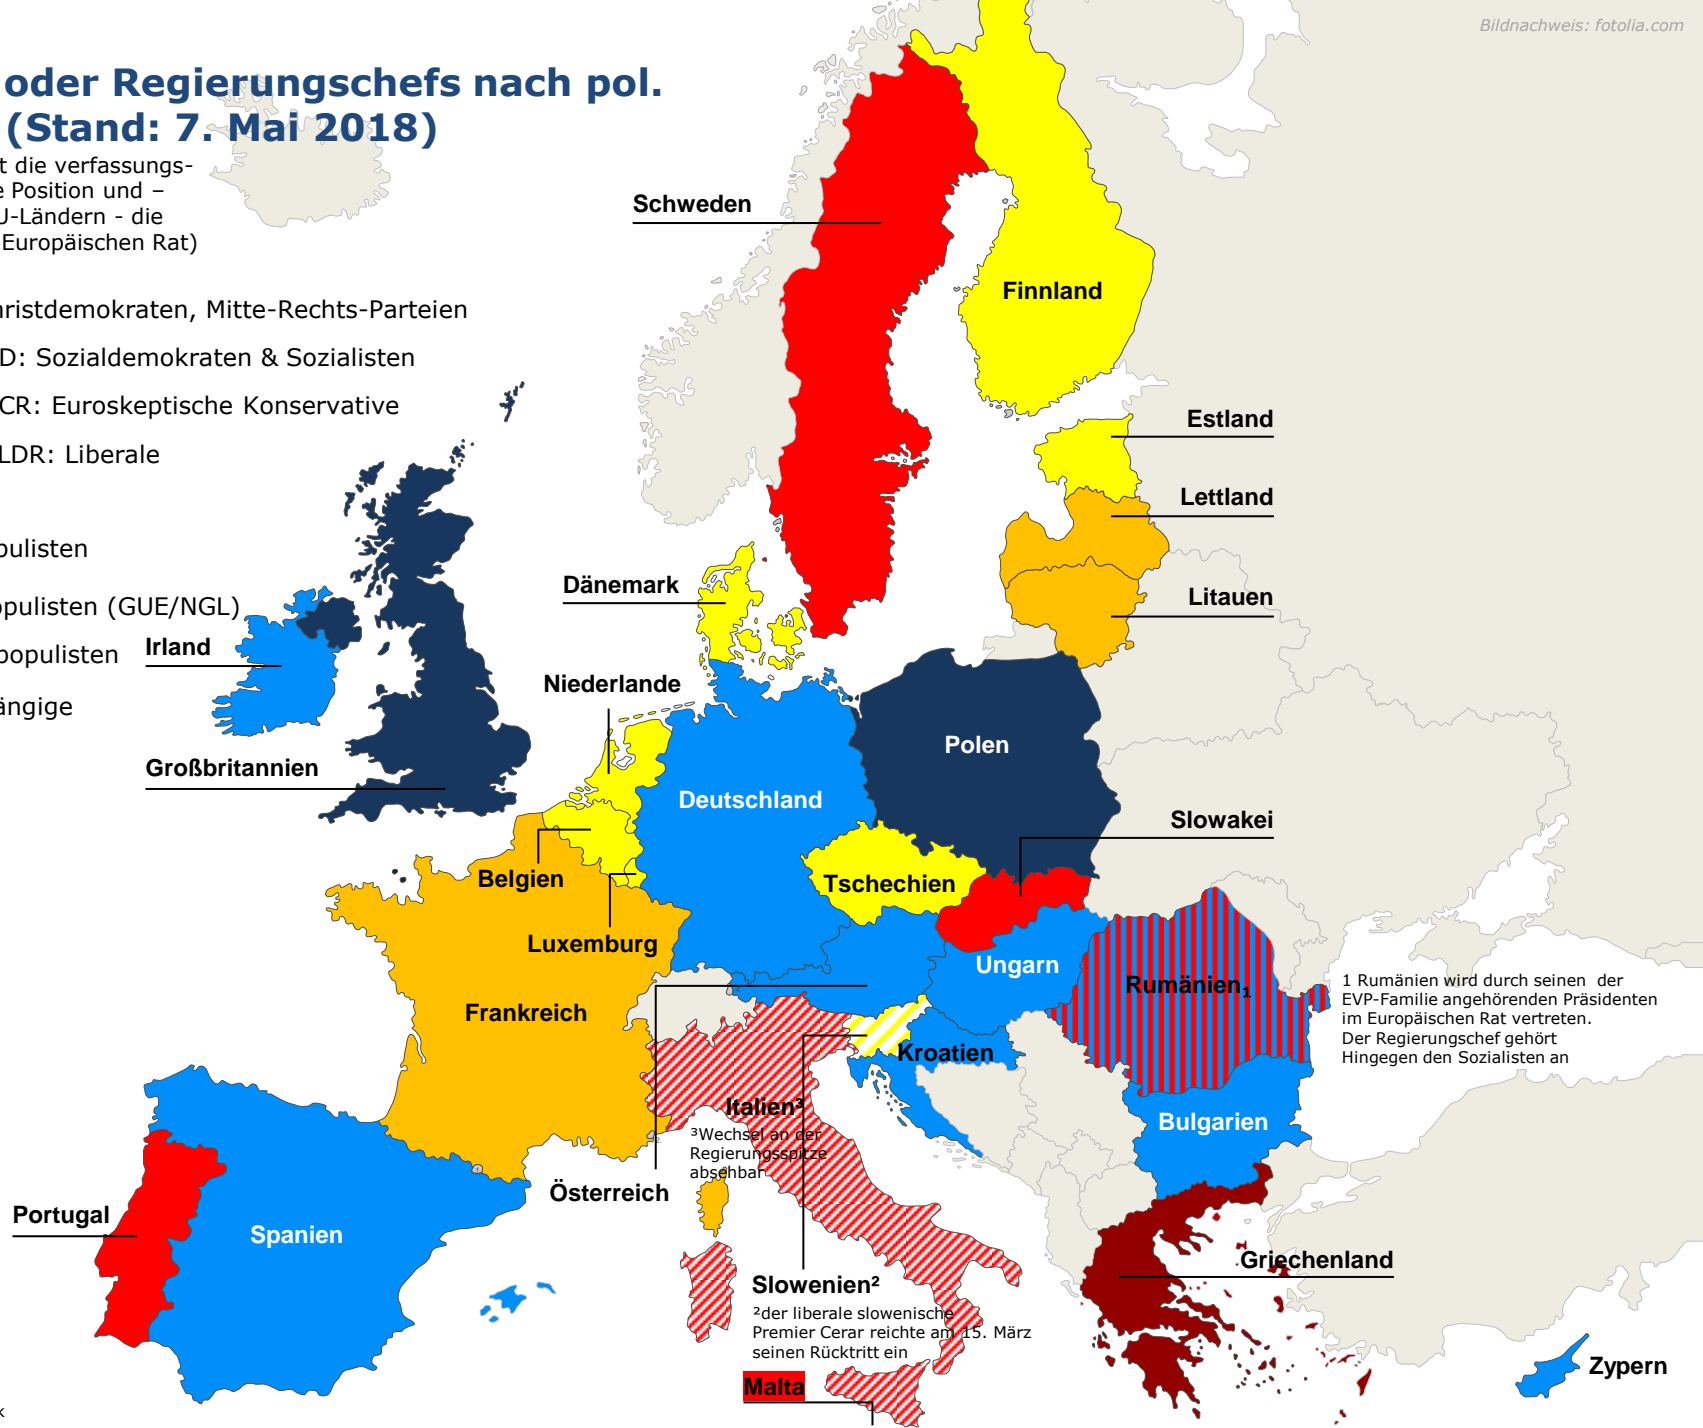 Bildnachweis: fotolia.com
oder Regierungschefs nach pol.
(Stand: 7. Mai 2018)
t die verfassungs-
e Position und –
U-Ländern - die
Europäischen Rat)
ristdemokraten, Mitte-Rechts-Parteien
D: Sozialdemokraten & Sozialisten
CR: Euroskeptische Konservative
LDR: Liberale
pulisten
opulisten (GUE/NGL)
populisten
ängige
Schweden
Finnland
Estland
Lettland
Litauen
Dänemark
Irland
Niederlande
Großbritannien
Polen
Deutschland
Slowakei
Belgien
Tschechien
Luxemburg
Ungarn
Rumänien1
1 Rumänien wird durch seinen der
EVP-Familie angehörenden Präsidenten
im Europäischen Rat vertreten.
Der Regierungschef gehört
Hingegen den Sozialisten an
Frankreich
Kroatien
Italien³
³Wechsel an der
Regierungsspitze
absehbar
Bulgarien
Österreich
Portugal
Spanien
Griechenland
Slowenien²
²der liberale slowenische
Premier Cerar reichte am 15. März
seinen Rücktritt ein
Malta
Zypern
k